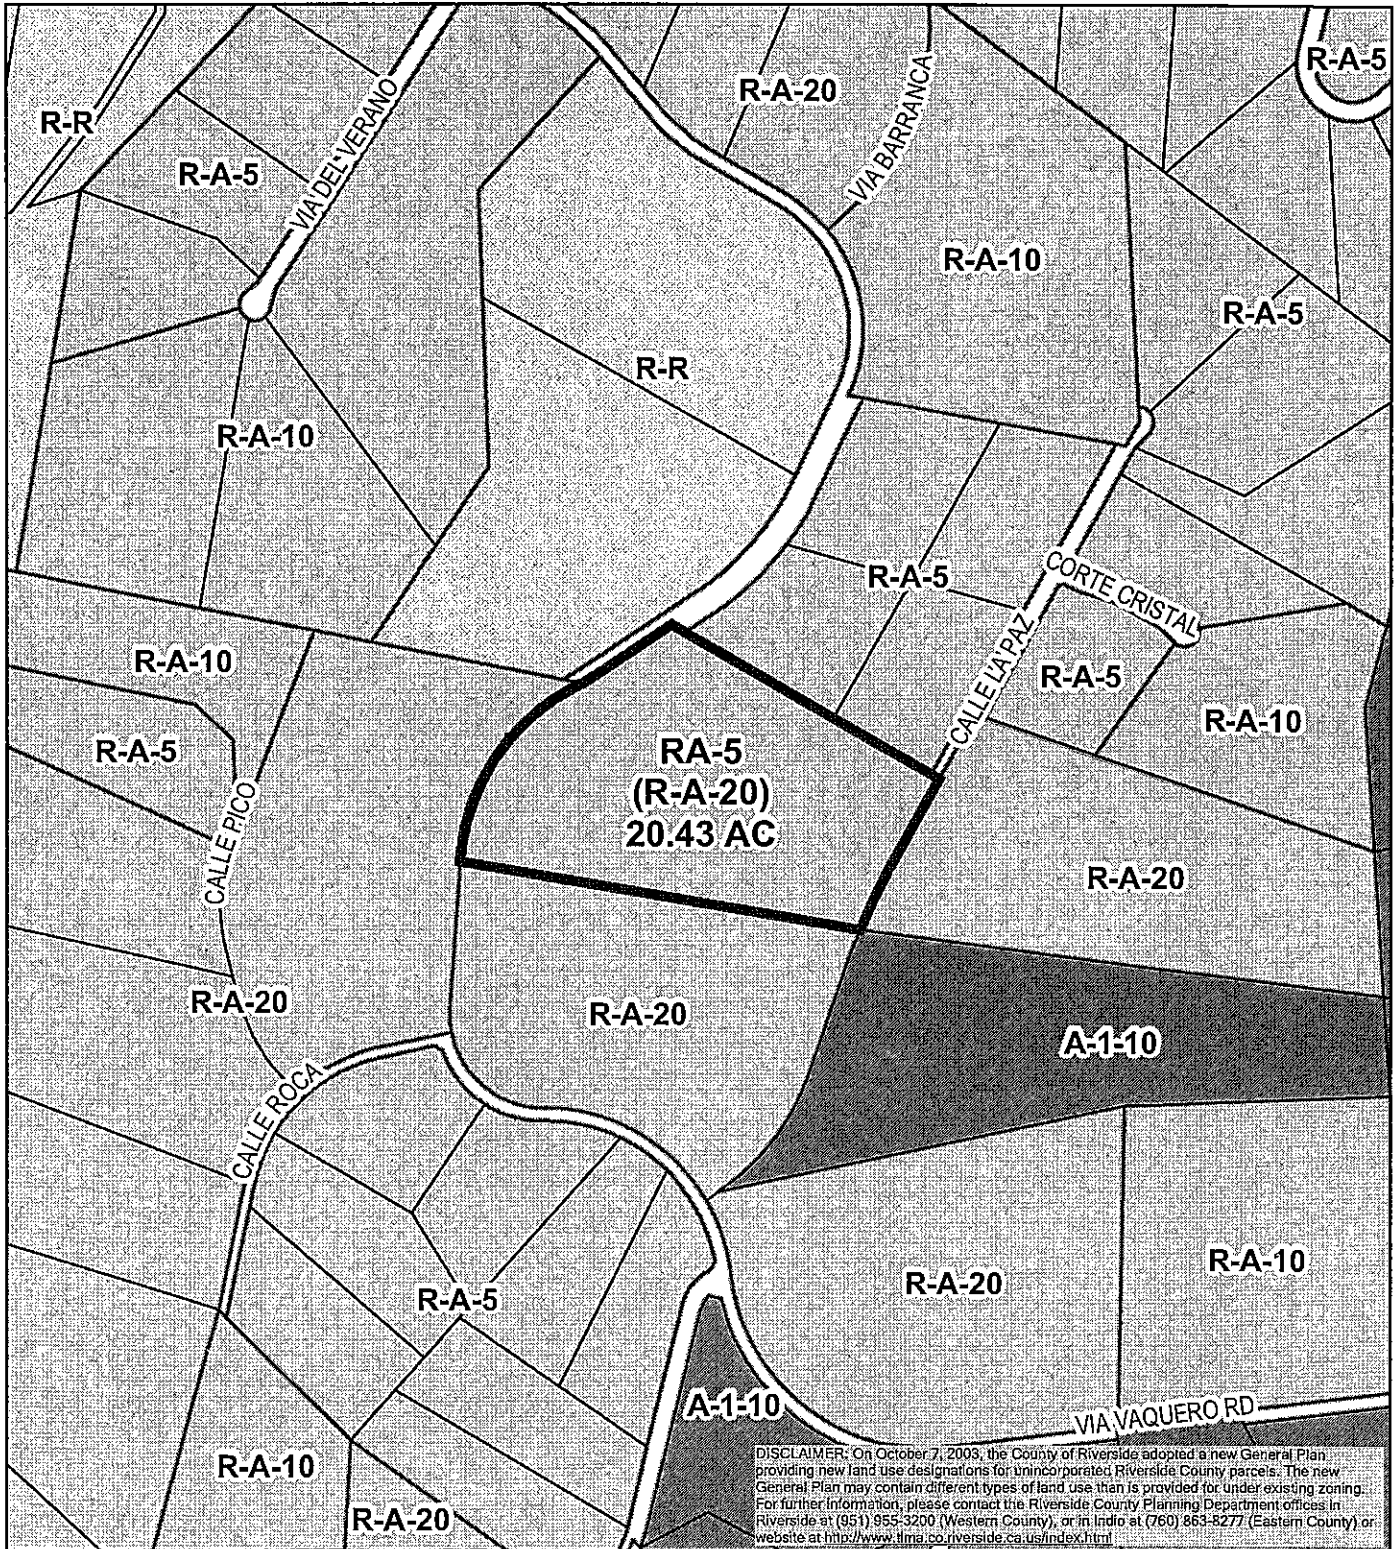 R-A-5
R-A-20
R-R
VIA DEL VERANO
VIA BARRANCA
R-A-5
R-A-10
R-A-5
R-R
R-A-10
CORTE CRISTAL
R-A-5
CALLE LA PAZ
R-A-10
R-A-5
R-A-10
R-A-5
RA-5
(R-A-20)
20.43 AC
CALLE PICO
R-A-20
R-A-20
R-A-20
A-1-10
CALLE ROCA
R-A-10
R-A-20
R-A-5
A-1-10
VIA VAQUERO RD
R-A-10
R-A-20
DISCLAIMER: On October 7, 2003, the County of Riverside adopted a new General Plan
providing new land use designations for unincorporated Riverside County parcels. The new
General Plan may contain different types of land use than is provided for under existing zoning.
For further information, please contact the Riverside County Planning Department offices in
Riverside at (951) 955-3200 (Western County), or in Indio at (760) 863-8277 (Eastern County) or
website at http://www.tlma.co.riverside.ca.us/index.html